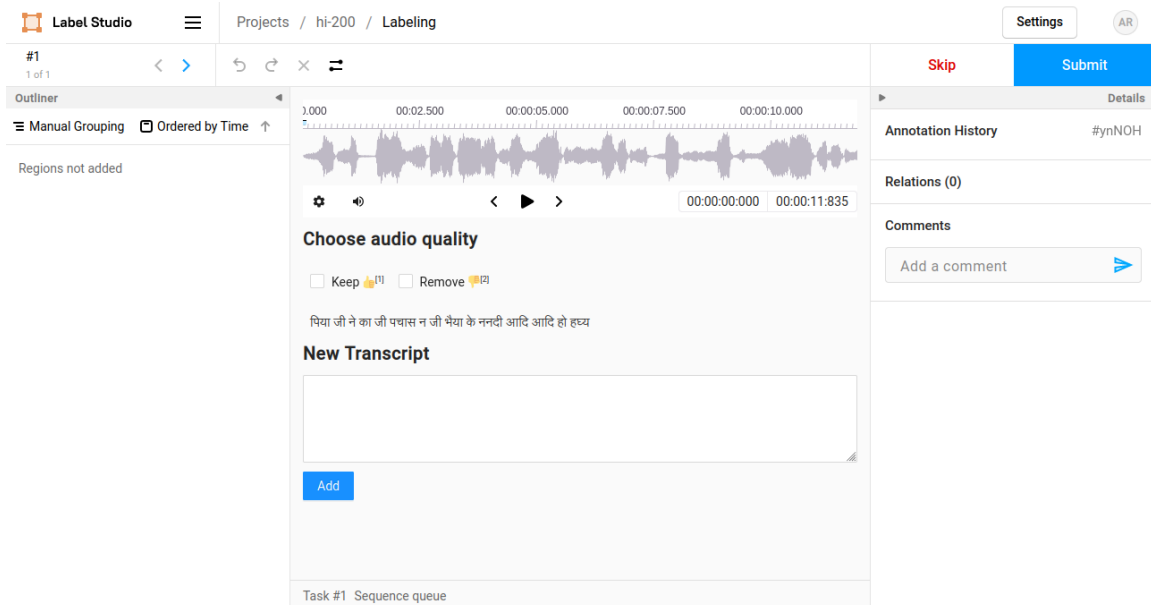 Label Studio
Projects / hi-200 / Labeling
Settings
AR
#1
1 of 1
Skip
Submit
Outliner
Details
Manual Grouping
Ordered by Time
Regions not added
0.000 00:02.500 00:00:05.000 00:00:07.500 00:00:10.000
00:00:00:000 00:00:11:835
Choose audio quality
Keep 👍[1] Remove 👎[2]
पिया जी ने का जी पचास न जी भैया के ननदी आदि आदि हो हघ्य
New Transcript
Add
Task #1 Sequence queue
Annotation History #ynNOH
Relations (0)
Comments
Add a comment